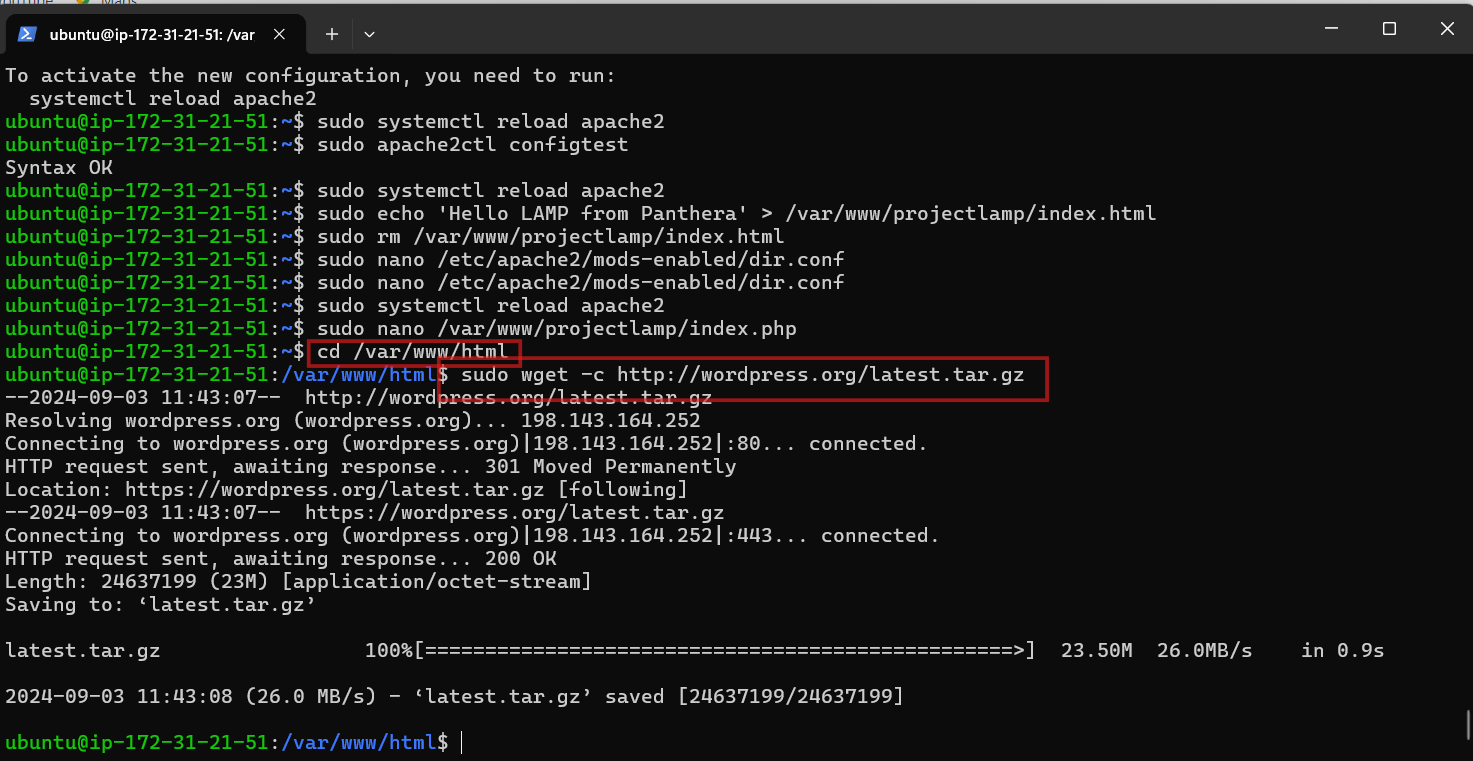 ubuntu@ip-172-31-21-51: /var
To activate the new configuration, you need to run:
  systemctl reload apache2
ubuntu@ip-172-31-21-51:~$ sudo systemctl reload apache2
ubuntu@ip-172-31-21-51:~$ sudo apache2ctl configtest
Syntax OK
ubuntu@ip-172-31-21-51:~$ sudo systemctl reload apache2
ubuntu@ip-172-31-21-51:~$ sudo echo 'Hello LAMP from Panthera' > /var/www/projectlamp/index.html
ubuntu@ip-172-31-21-51:~$ sudo rm /var/www/projectlamp/index.html
ubuntu@ip-172-31-21-51:~$ sudo nano /etc/apache2/mods-enabled/dir.conf
ubuntu@ip-172-31-21-51:~$ sudo nano /etc/apache2/mods-enabled/dir.conf
ubuntu@ip-172-31-21-51:~$ sudo systemctl reload apache2
ubuntu@ip-172-31-21-51:~$ sudo nano /var/www/projectlamp/index.php
ubuntu@ip-172-31-21-51:~$ cd /var/www/html
ubuntu@ip-172-31-21-51:/var/www/html$ sudo wget -c http://wordpress.org/latest.tar.gz
--2024-09-03 11:43:07--  http://wordpress.org/latest.tar.gz
Resolving wordpress.org (wordpress.org)... 198.143.164.252
Connecting to wordpress.org (wordpress.org)|198.143.164.252|:80... connected.
HTTP request sent, awaiting response... 301 Moved Permanently
Location: https://wordpress.org/latest.tar.gz [following]
--2024-09-03 11:43:07--  https://wordpress.org/latest.tar.gz
Connecting to wordpress.org (wordpress.org)|198.143.164.252|:443... connected.
HTTP request sent, awaiting response... 200 OK
Length: 24637199 (23M) [application/octet-stream]
Saving to: ‘latest.tar.gz’
latest.tar.gz                 100%[=================================================>]  23.50M  26.0MB/s    in 0.9s
2024-09-03 11:43:08 (26.0 MB/s) - ‘latest.tar.gz’ saved [24637199/24637199]
ubuntu@ip-172-31-21-51:/var/www/html$